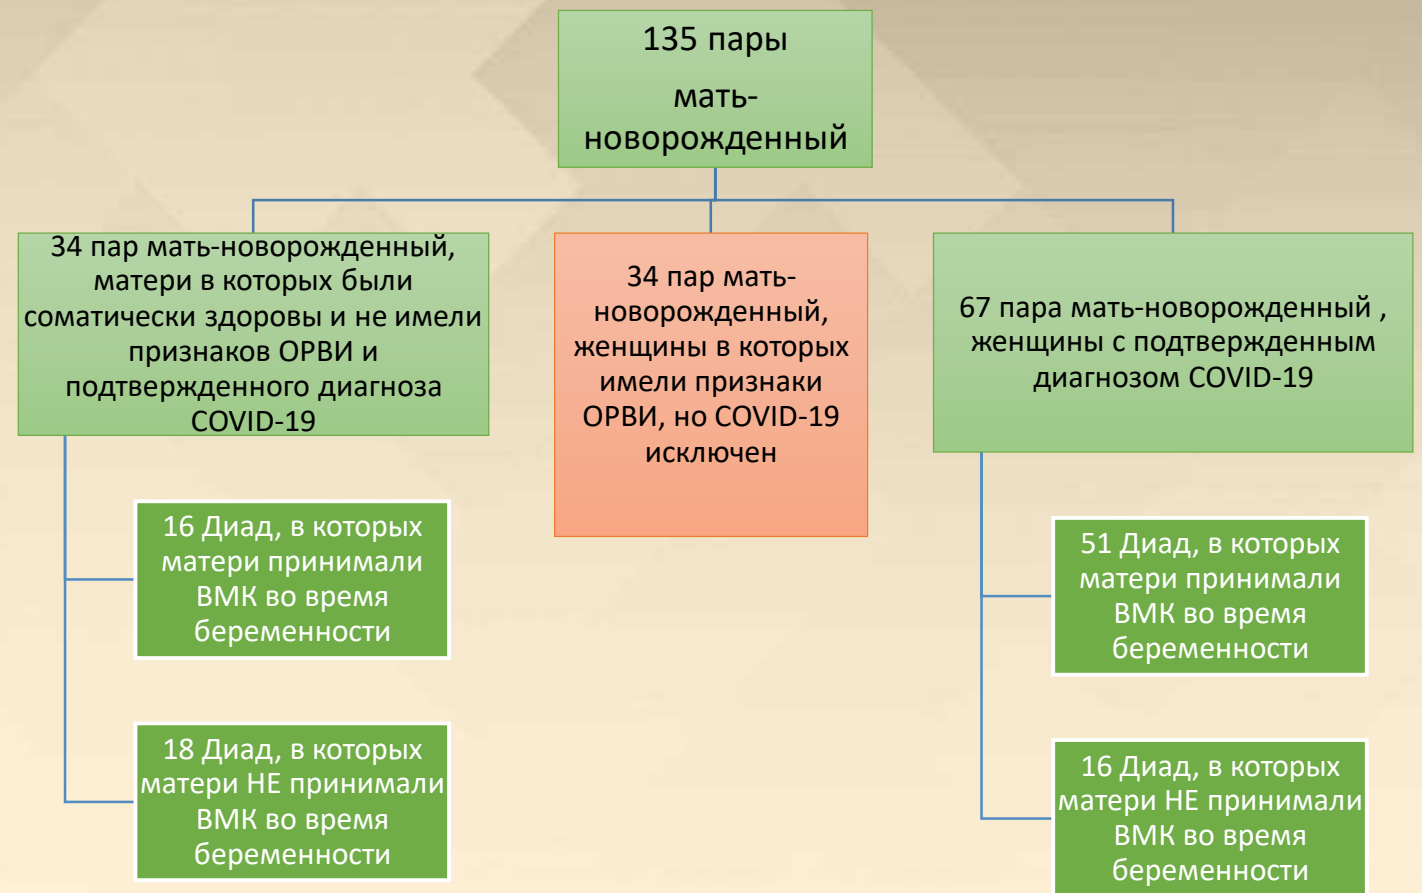 135 пары
мать-
новорожденный
34 пар мать-новорожденный,
матери в которых были
соматически здоровы и не имели
признаков ОРВИ и
подтвержденного диагноза
COVID-19
34 пар мать-
новорожденный,
женщины в которых
имели признаки
ОРВИ, но COVID-19
исключен
67 пара мать-новорожденный ,
женщины с подтвержденным
диагнозом COVID-19
16 Диад, в которых
матери принимали
ВМК во время
беременности
18 Диад, в которых
матери НЕ принимали
ВМК во время
беременности
51 Диад, в которых
матери принимали
ВМК во время
беременности
16 Диад, в которых
матери НЕ принимали
ВМК во время
беременности